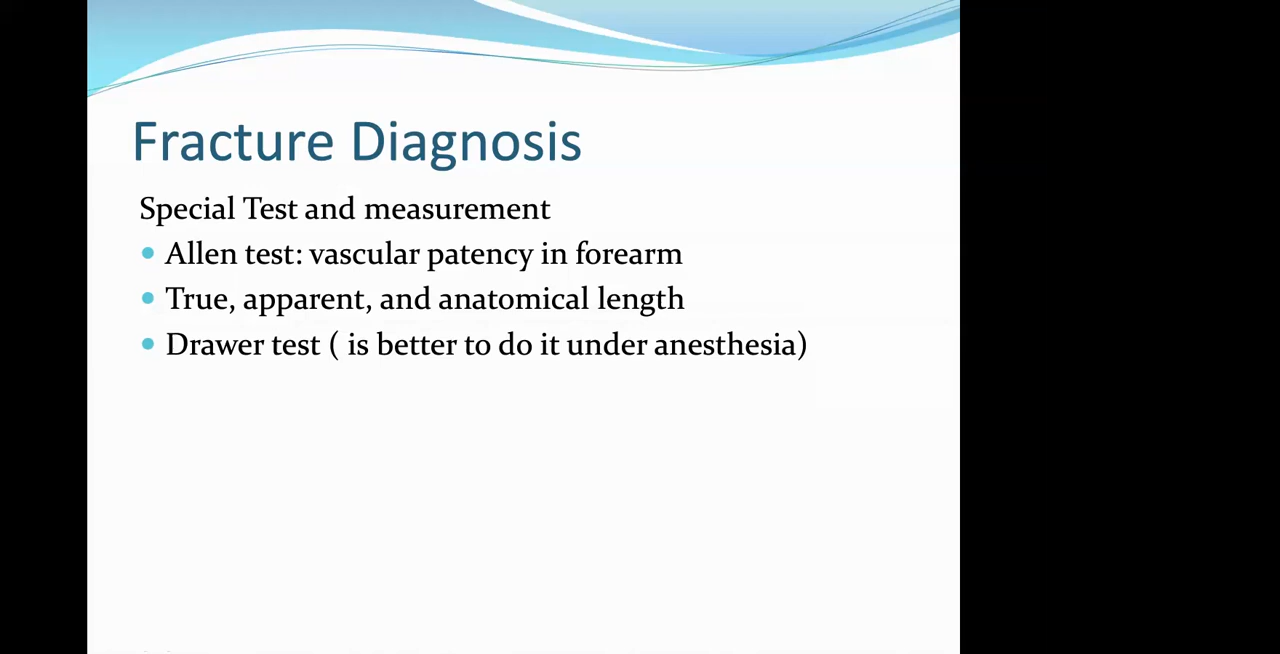 Fracture Diagnosis
Special Test and measurement
• Allen test: vascular patency in forearm
• True, apparent, and anatomical length
• Drawer test ( is better to do it under anesthesia)